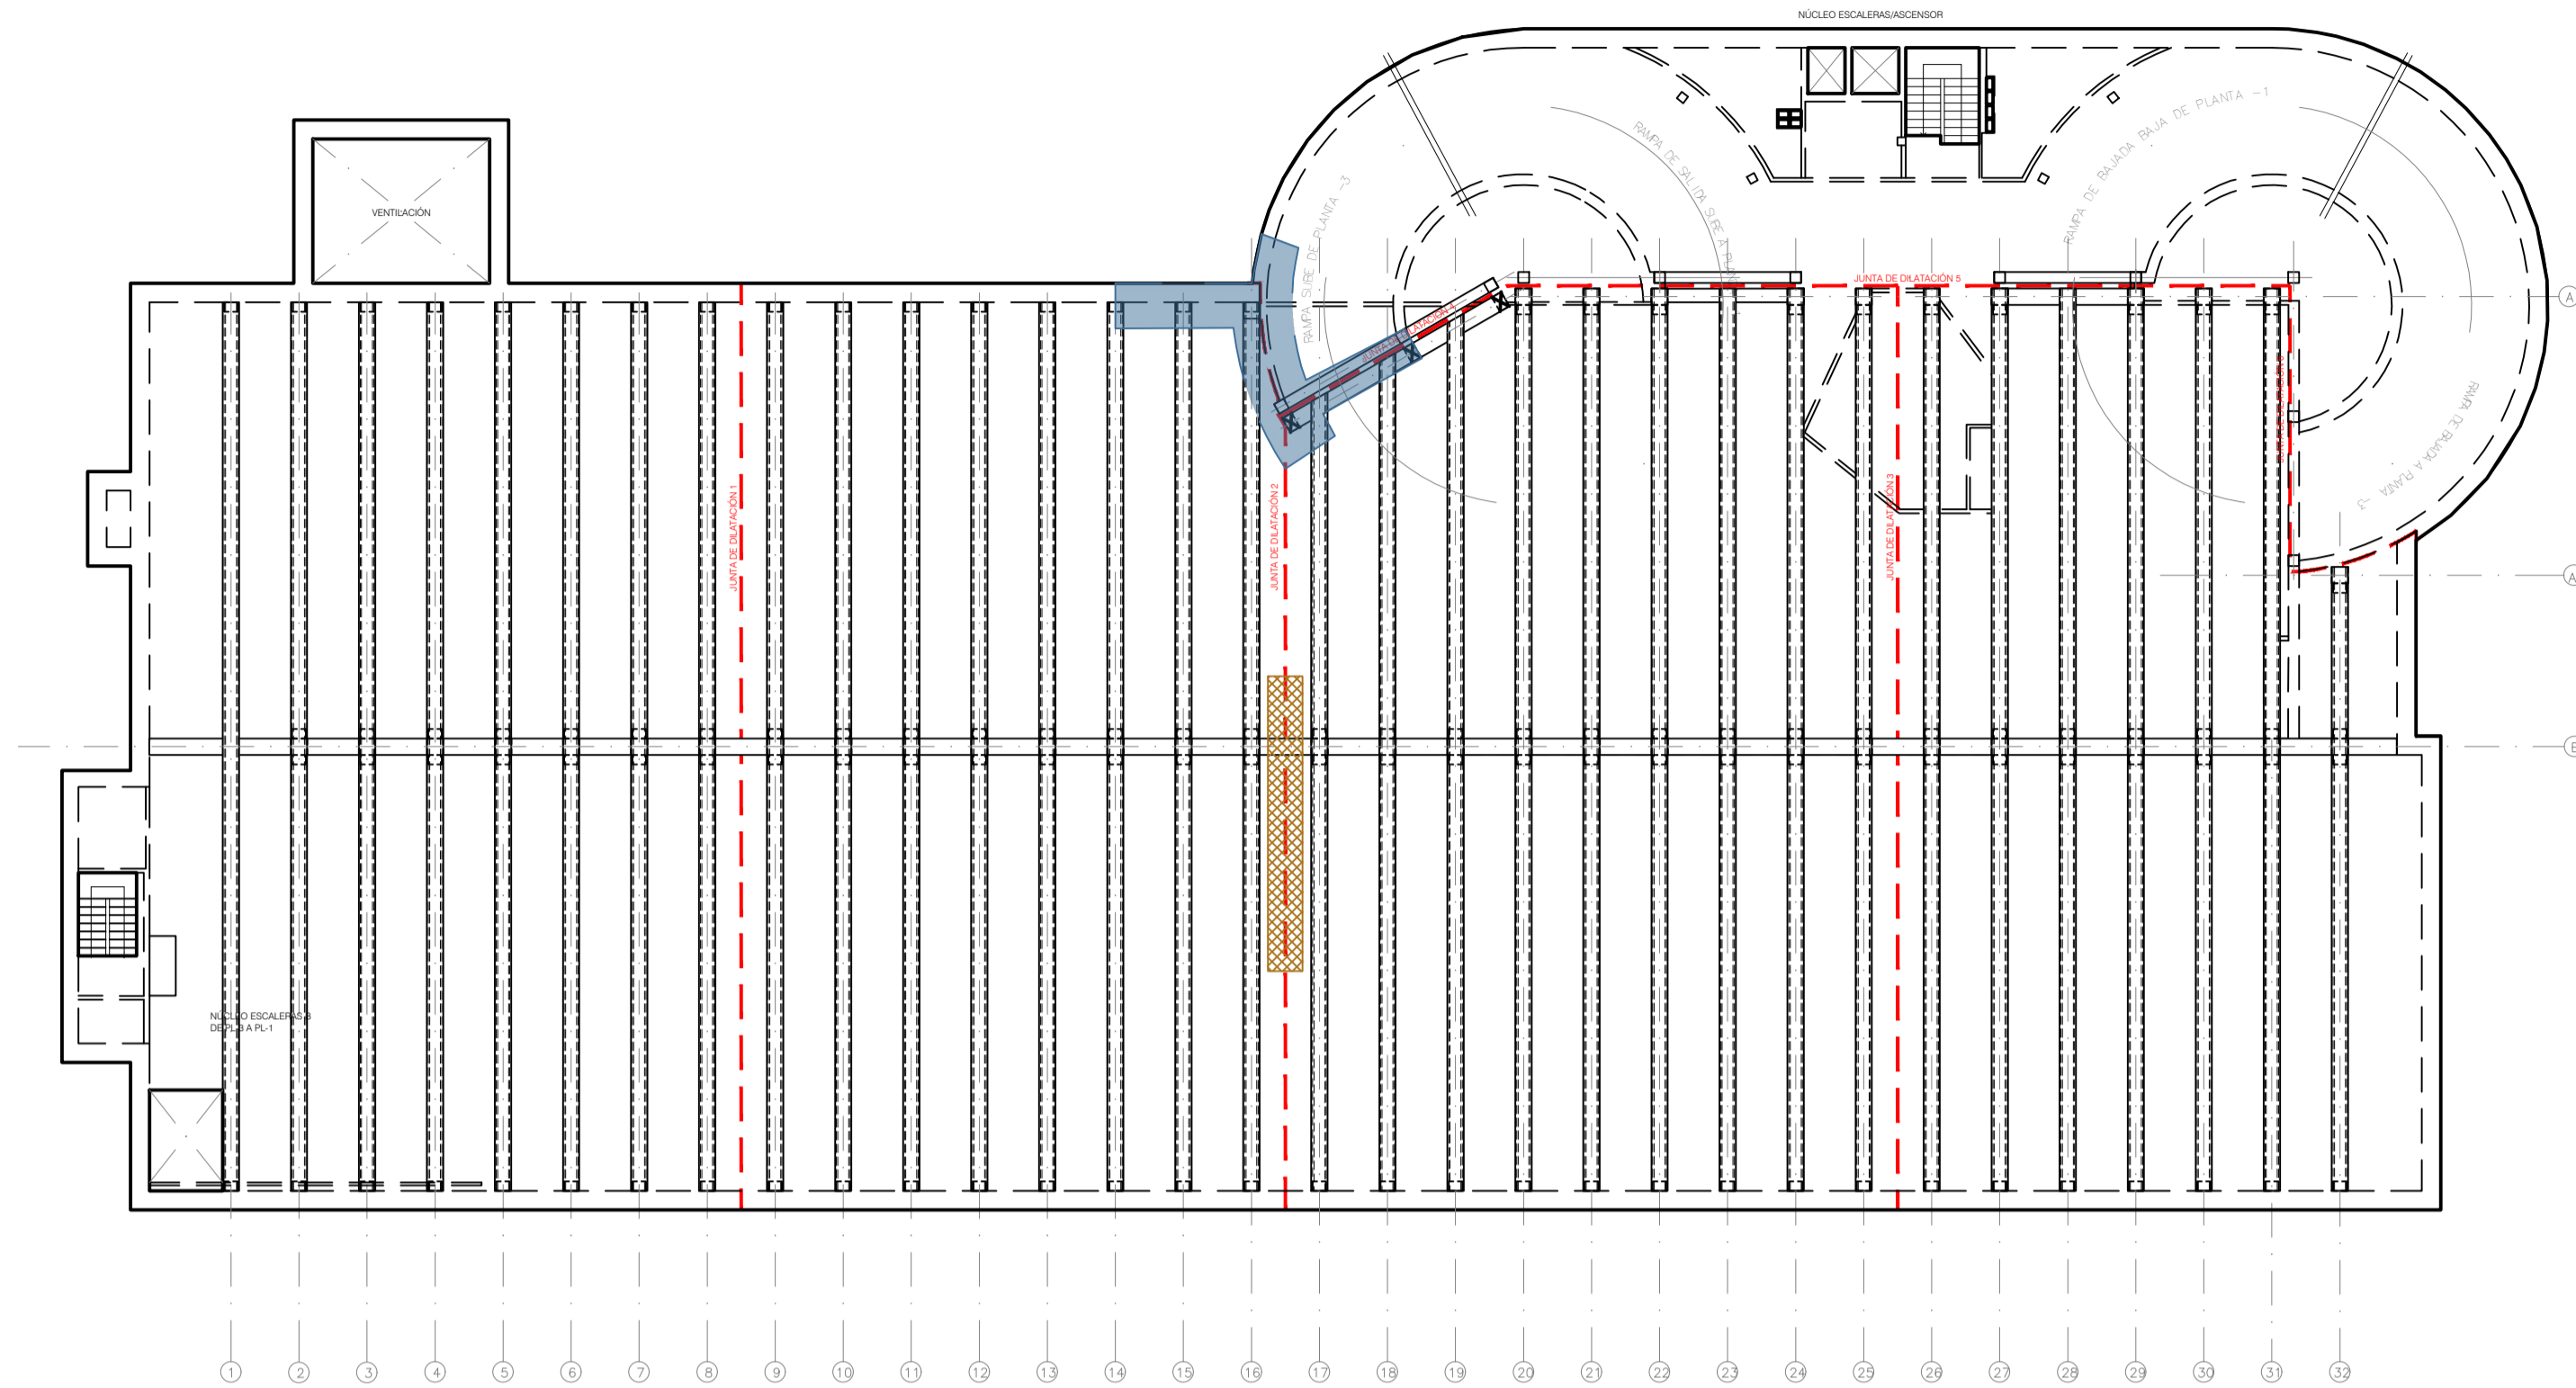 NÚCLEO ESCALERAS/ASCENSOR
RAMPA DE BAJADA BAJA DE PLANTA -1
RAMPA DE SALIDA SUBE A
RAMPA SUBE DE PLANTA -3
VENTILACIÓN
JUNTA DE DILATACIÓN 5
A
JUNTA DE DILATACIÓN 4
RAMPA DE BAJADA A PLANTA -3
JUNTA DE DILATACIÓN 1
JUNTA DE DILATACIÓN 2
JUNTA DE DILATACIÓN 3
A
NÚCLEO ESCALERAS 3
DE PL-3 A PL-1
1 2 3 4 5 6 7 8 9 10 11 12 13 14 15 16 17 18 19 20 21 22 23 24 25 26 27 28 29 30 31 32